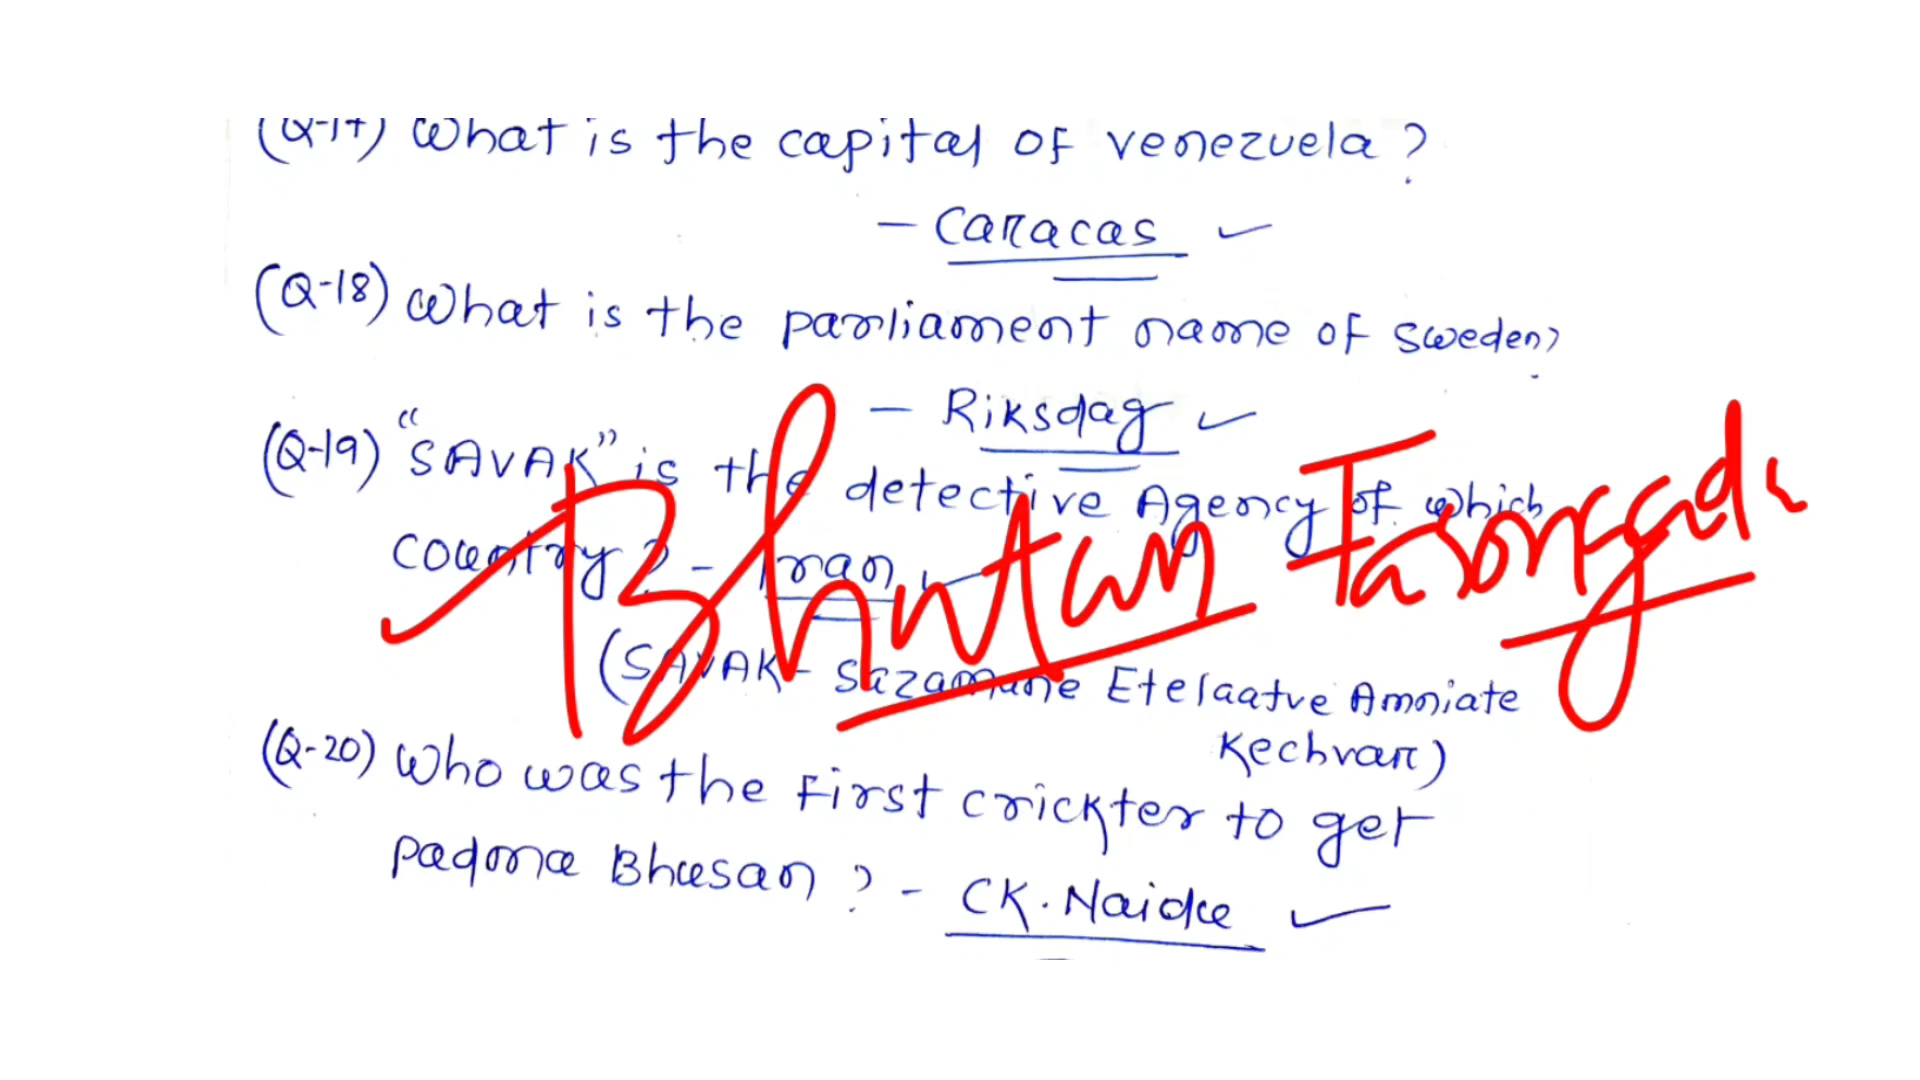 (Q-17) What is the capital of venezuela?
- Caracas
(Q-18) What is the parliament name of Sweden?
- Riksdag
(Q-19) "SAVAK" is the detective Agency of which
country? - Iran
(SAVAK - Sazamane Etelaatve Amniate
Kechvar)
(Q-20) Who was the First crickter to get
Padma Bhusan? - CK. Naidu
Bhutan